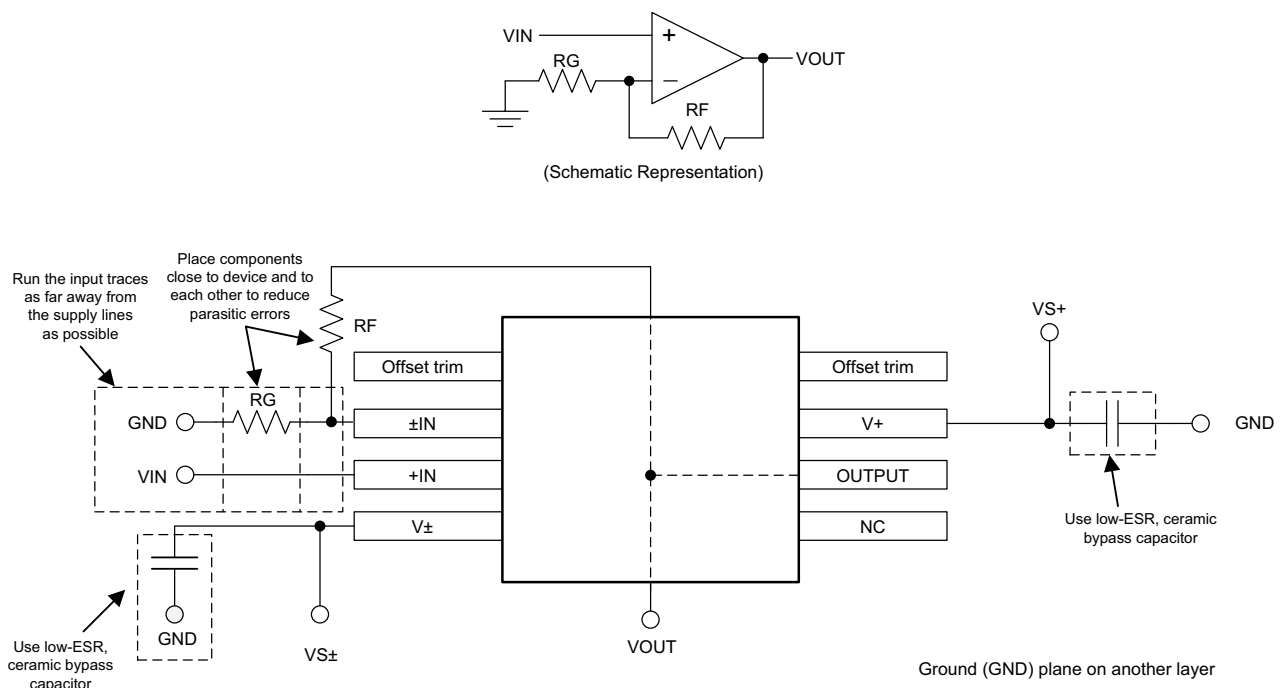 VIN
+
RG
−
VOUT
RF
(Schematic Representation)
Place components
close to device and to
each other to reduce
parasitic errors
Run the input traces
as far away from
the supply lines
as possible
RF
VS+
Offset trim
Offset trim
RG
GND
±IN
V+
GND
VIN
+IN
OUTPUT
Use low-ESR, ceramic
bypass capacitor
V±
NC
GND
VS±
VOUT
Use low-ESR,
ceramic bypass
capacitor
Ground (GND) plane on another layer